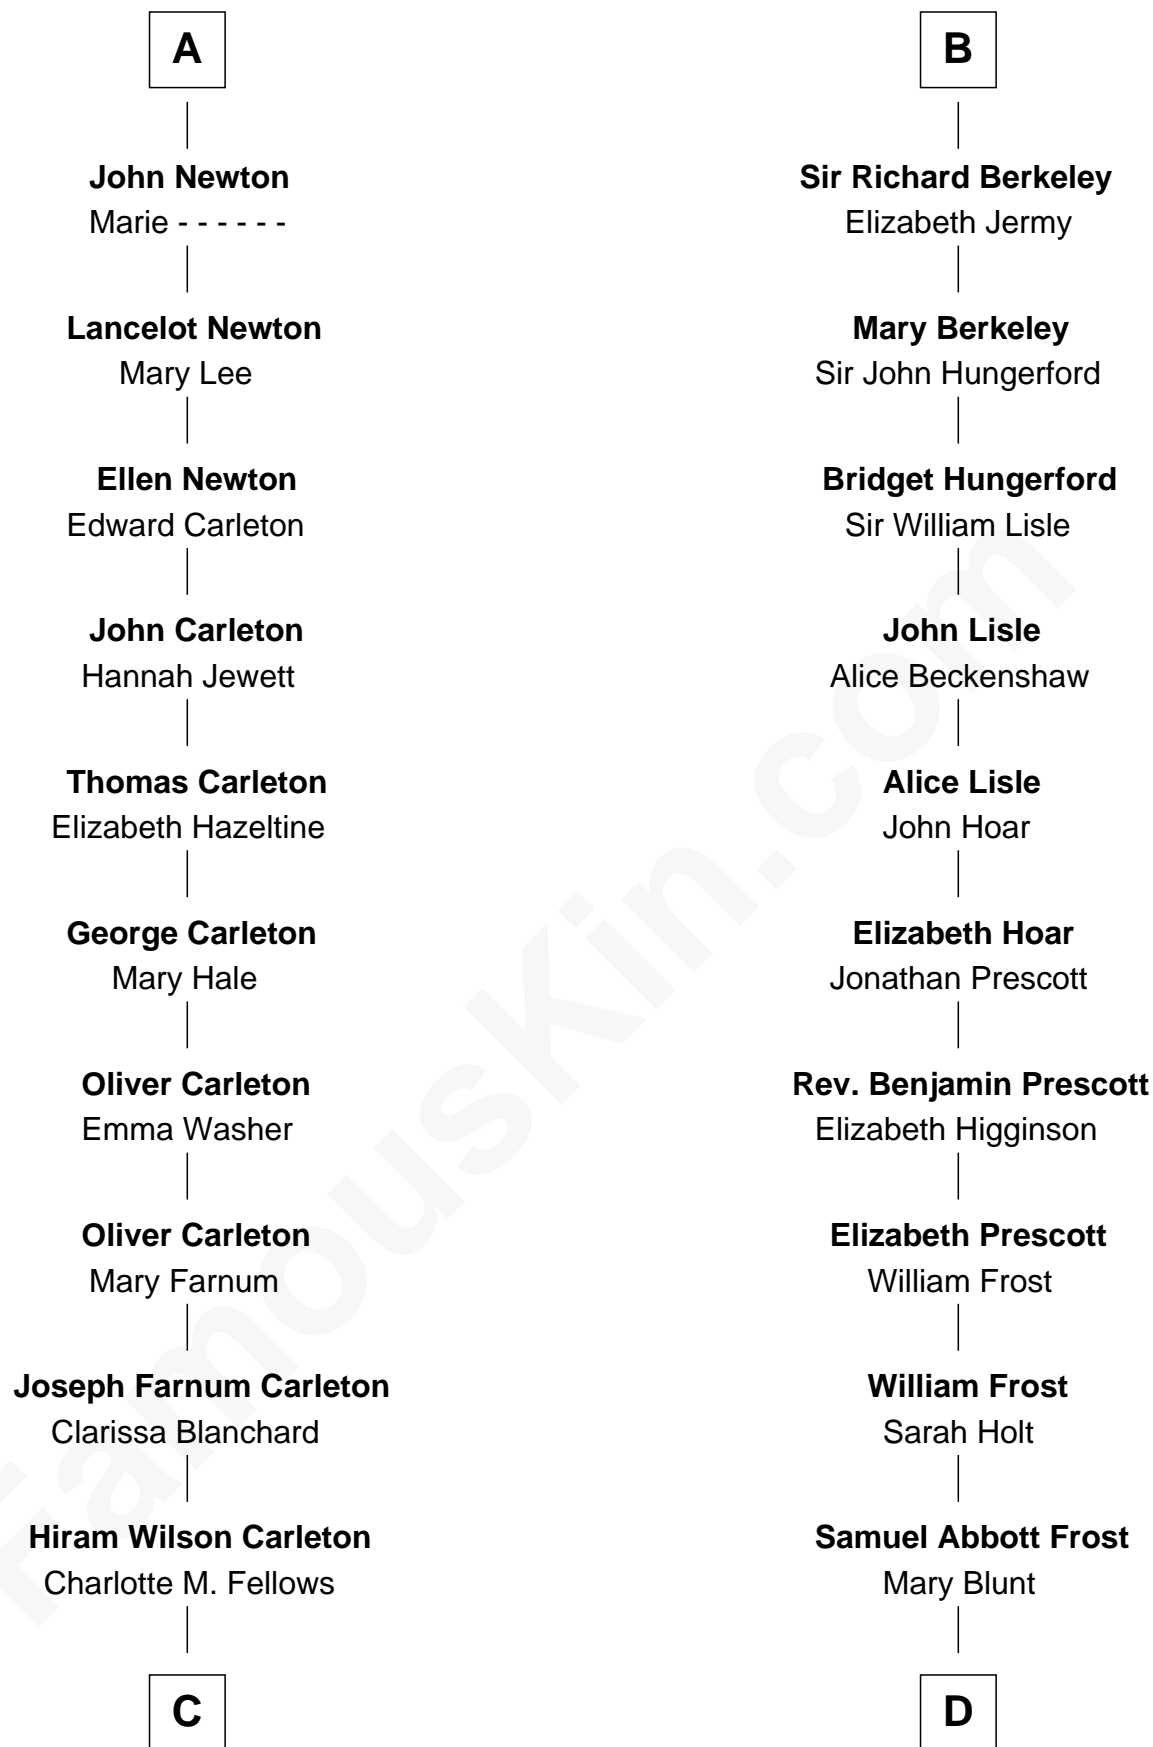 A
John Newton
Marie - - - - - -
Lancelot Newton
Mary Lee
Ellen Newton
Edward Carleton
John Carleton
Hannah Jewett
Thomas Carleton
Elizabeth Hazeltine
George Carleton
Mary Hale
Oliver Carleton
Emma Washer
Oliver Carleton
Mary Farnum
Joseph Farnum Carleton
Clarissa Blanchard
Hiram Wilson Carleton
Charlotte M. Fellows
C
B
Sir Richard Berkeley
Elizabeth Jermy
Mary Berkeley
Sir John Hungerford
Bridget Hungerford
Sir William Lisle
John Lisle
Alice Beckenshaw
Alice Lisle
John Hoar
Elizabeth Hoar
Jonathan Prescott
Rev. Benjamin Prescott
Elizabeth Higginson
Elizabeth Prescott
William Frost
William Frost
Sarah Holt
Samuel Abbott Frost
Mary Blunt
D
FamousKin.com